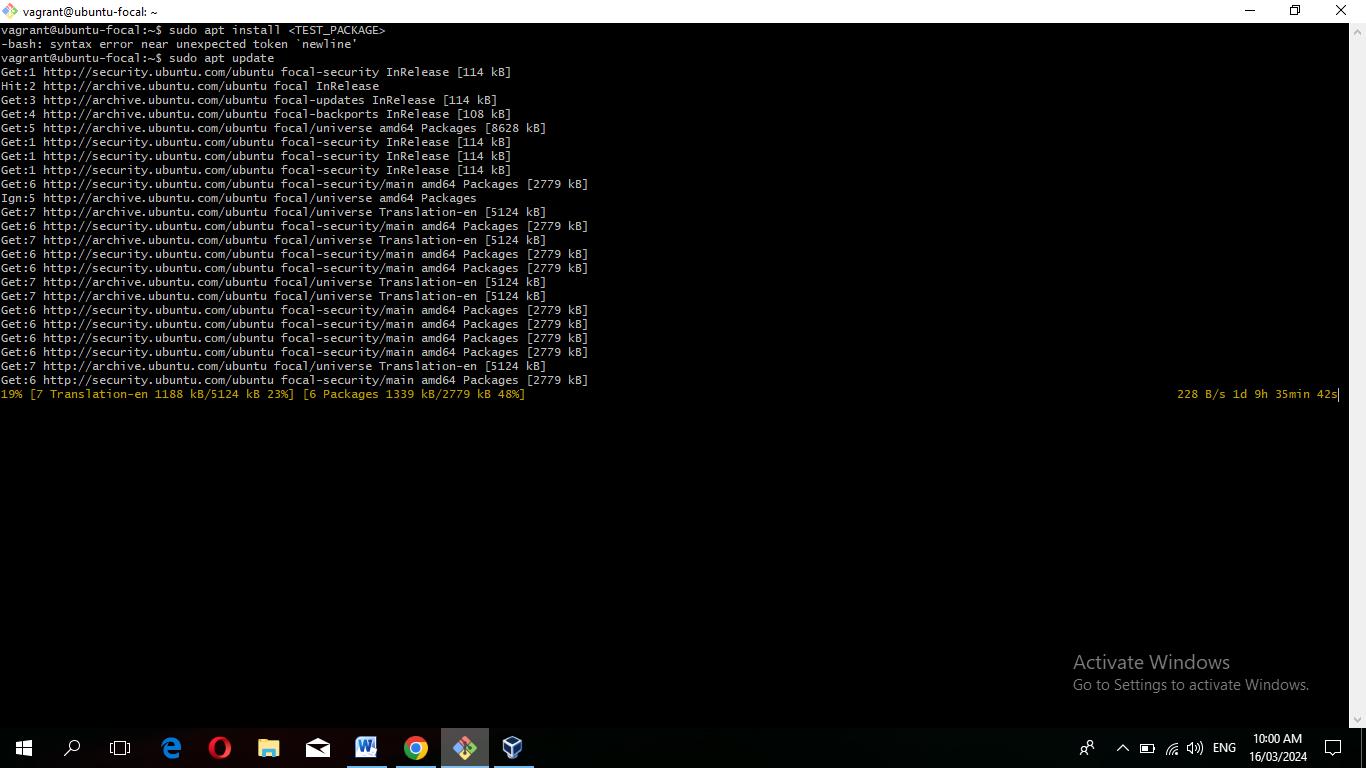 vagrant@ubuntu-focal: ~
vagrant@ubuntu-focal:~$ sudo apt install <TEST_PACKAGE>
-bash: syntax error near unexpected token `newline'
vagrant@ubuntu-focal:~$ sudo apt update
Get:1 http://security.ubuntu.com/ubuntu focal-security InRelease [114 kB]
Hit:2 http://archive.ubuntu.com/ubuntu focal InRelease
Get:3 http://archive.ubuntu.com/ubuntu focal-updates InRelease [114 kB]
Get:4 http://archive.ubuntu.com/ubuntu focal-backports InRelease [108 kB]
Get:5 http://archive.ubuntu.com/ubuntu focal/universe amd64 Packages [8628 kB]
Get:1 http://security.ubuntu.com/ubuntu focal-security InRelease [114 kB]
Get:1 http://security.ubuntu.com/ubuntu focal-security InRelease [114 kB]
Get:1 http://security.ubuntu.com/ubuntu focal-security InRelease [114 kB]
Get:6 http://security.ubuntu.com/ubuntu focal-security/main amd64 Packages [2779 kB]
Ign:5 http://archive.ubuntu.com/ubuntu focal/universe amd64 Packages
Get:7 http://archive.ubuntu.com/ubuntu focal/universe Translation-en [5124 kB]
Get:6 http://security.ubuntu.com/ubuntu focal-security/main amd64 Packages [2779 kB]
Get:7 http://archive.ubuntu.com/ubuntu focal/universe Translation-en [5124 kB]
Get:6 http://security.ubuntu.com/ubuntu focal-security/main amd64 Packages [2779 kB]
Get:6 http://security.ubuntu.com/ubuntu focal-security/main amd64 Packages [2779 kB]
Get:7 http://archive.ubuntu.com/ubuntu focal/universe Translation-en [5124 kB]
Get:7 http://archive.ubuntu.com/ubuntu focal/universe Translation-en [5124 kB]
Get:6 http://security.ubuntu.com/ubuntu focal-security/main amd64 Packages [2779 kB]
Get:6 http://security.ubuntu.com/ubuntu focal-security/main amd64 Packages [2779 kB]
Get:6 http://security.ubuntu.com/ubuntu focal-security/main amd64 Packages [2779 kB]
Get:6 http://security.ubuntu.com/ubuntu focal-security/main amd64 Packages [2779 kB]
Get:7 http://archive.ubuntu.com/ubuntu focal/universe Translation-en [5124 kB]
Get:6 http://security.ubuntu.com/ubuntu focal-security/main amd64 Packages [2779 kB]
19% [7 Translation-en 1188 kB/5124 kB 23%] [6 Packages 1339 kB/2779 kB 48%] 228 B/s 1d 9h 35min 42s
Activate Windows
Go to Settings to activate Windows.
ENG
10:00 AM
16/03/2024